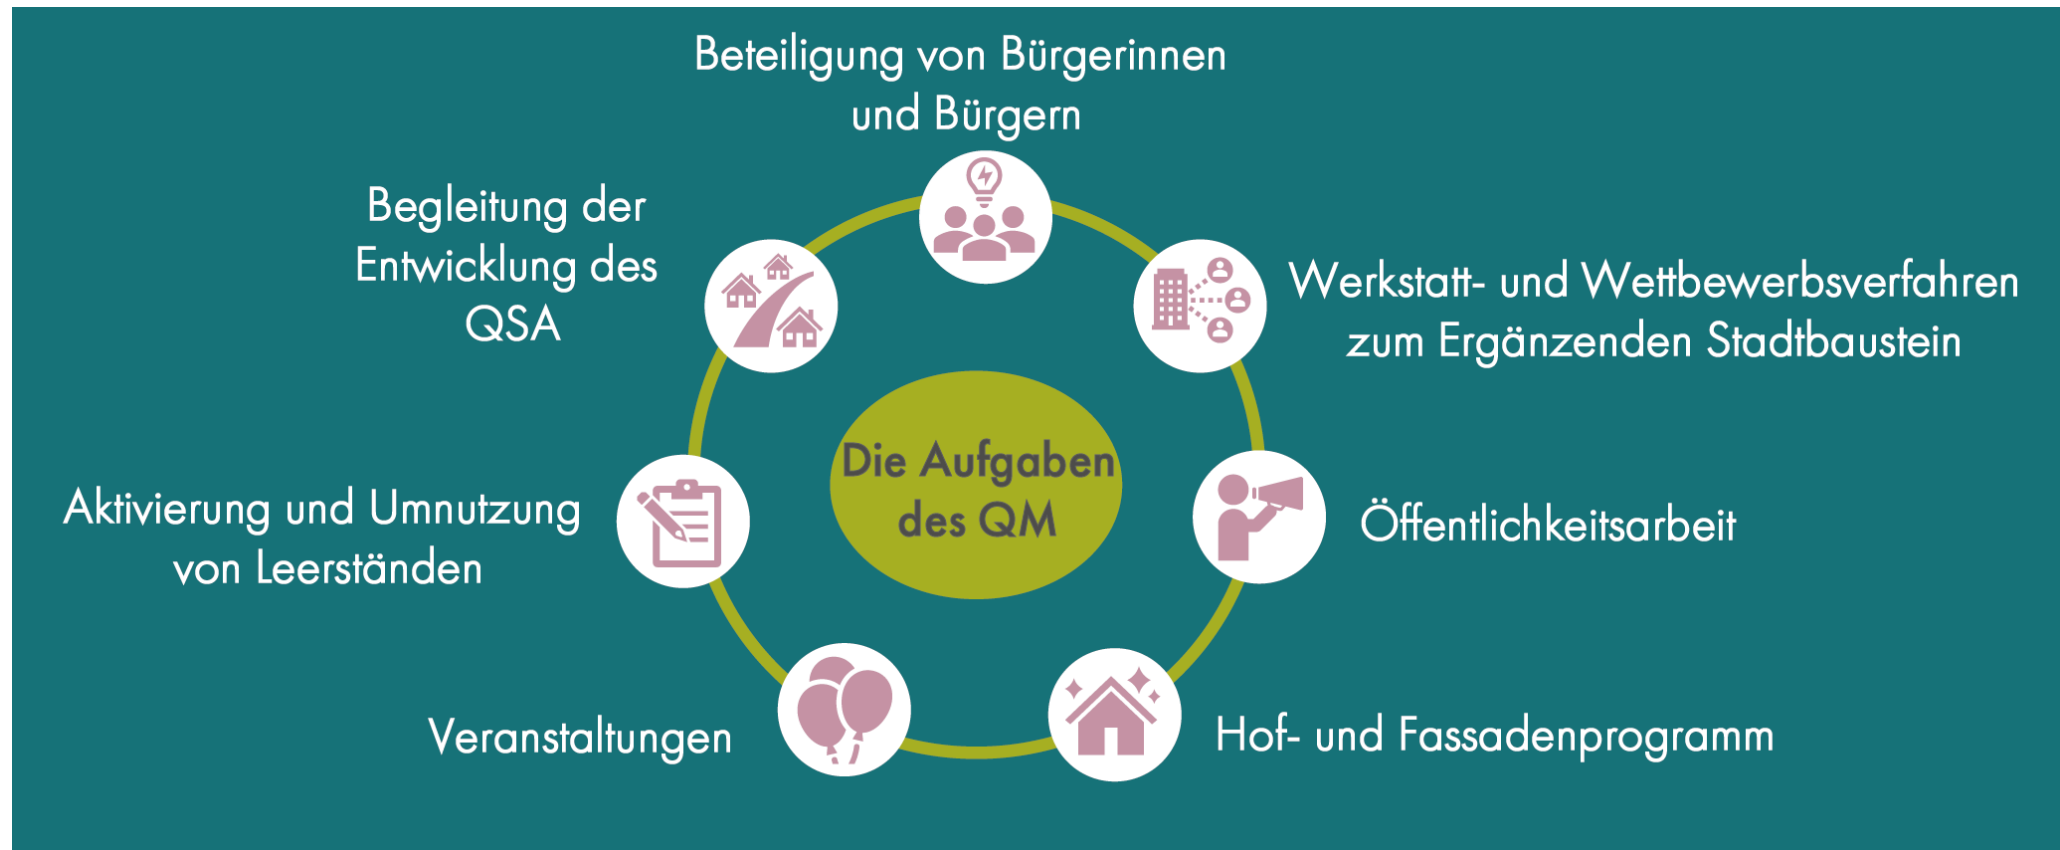 Beteiligung von Bürgerinnen
und Bürgern
Begleitung der
Entwicklung des
QSA
Werkstatt- und Wettbewerbsverfahren
zum Ergänzenden Stadtbaustein
Die Aufgaben
des QM
Aktivierung und Umnutzung
von Leerständen
Öffentlichkeitsarbeit
Veranstaltungen
Hof- und Fassadenprogramm